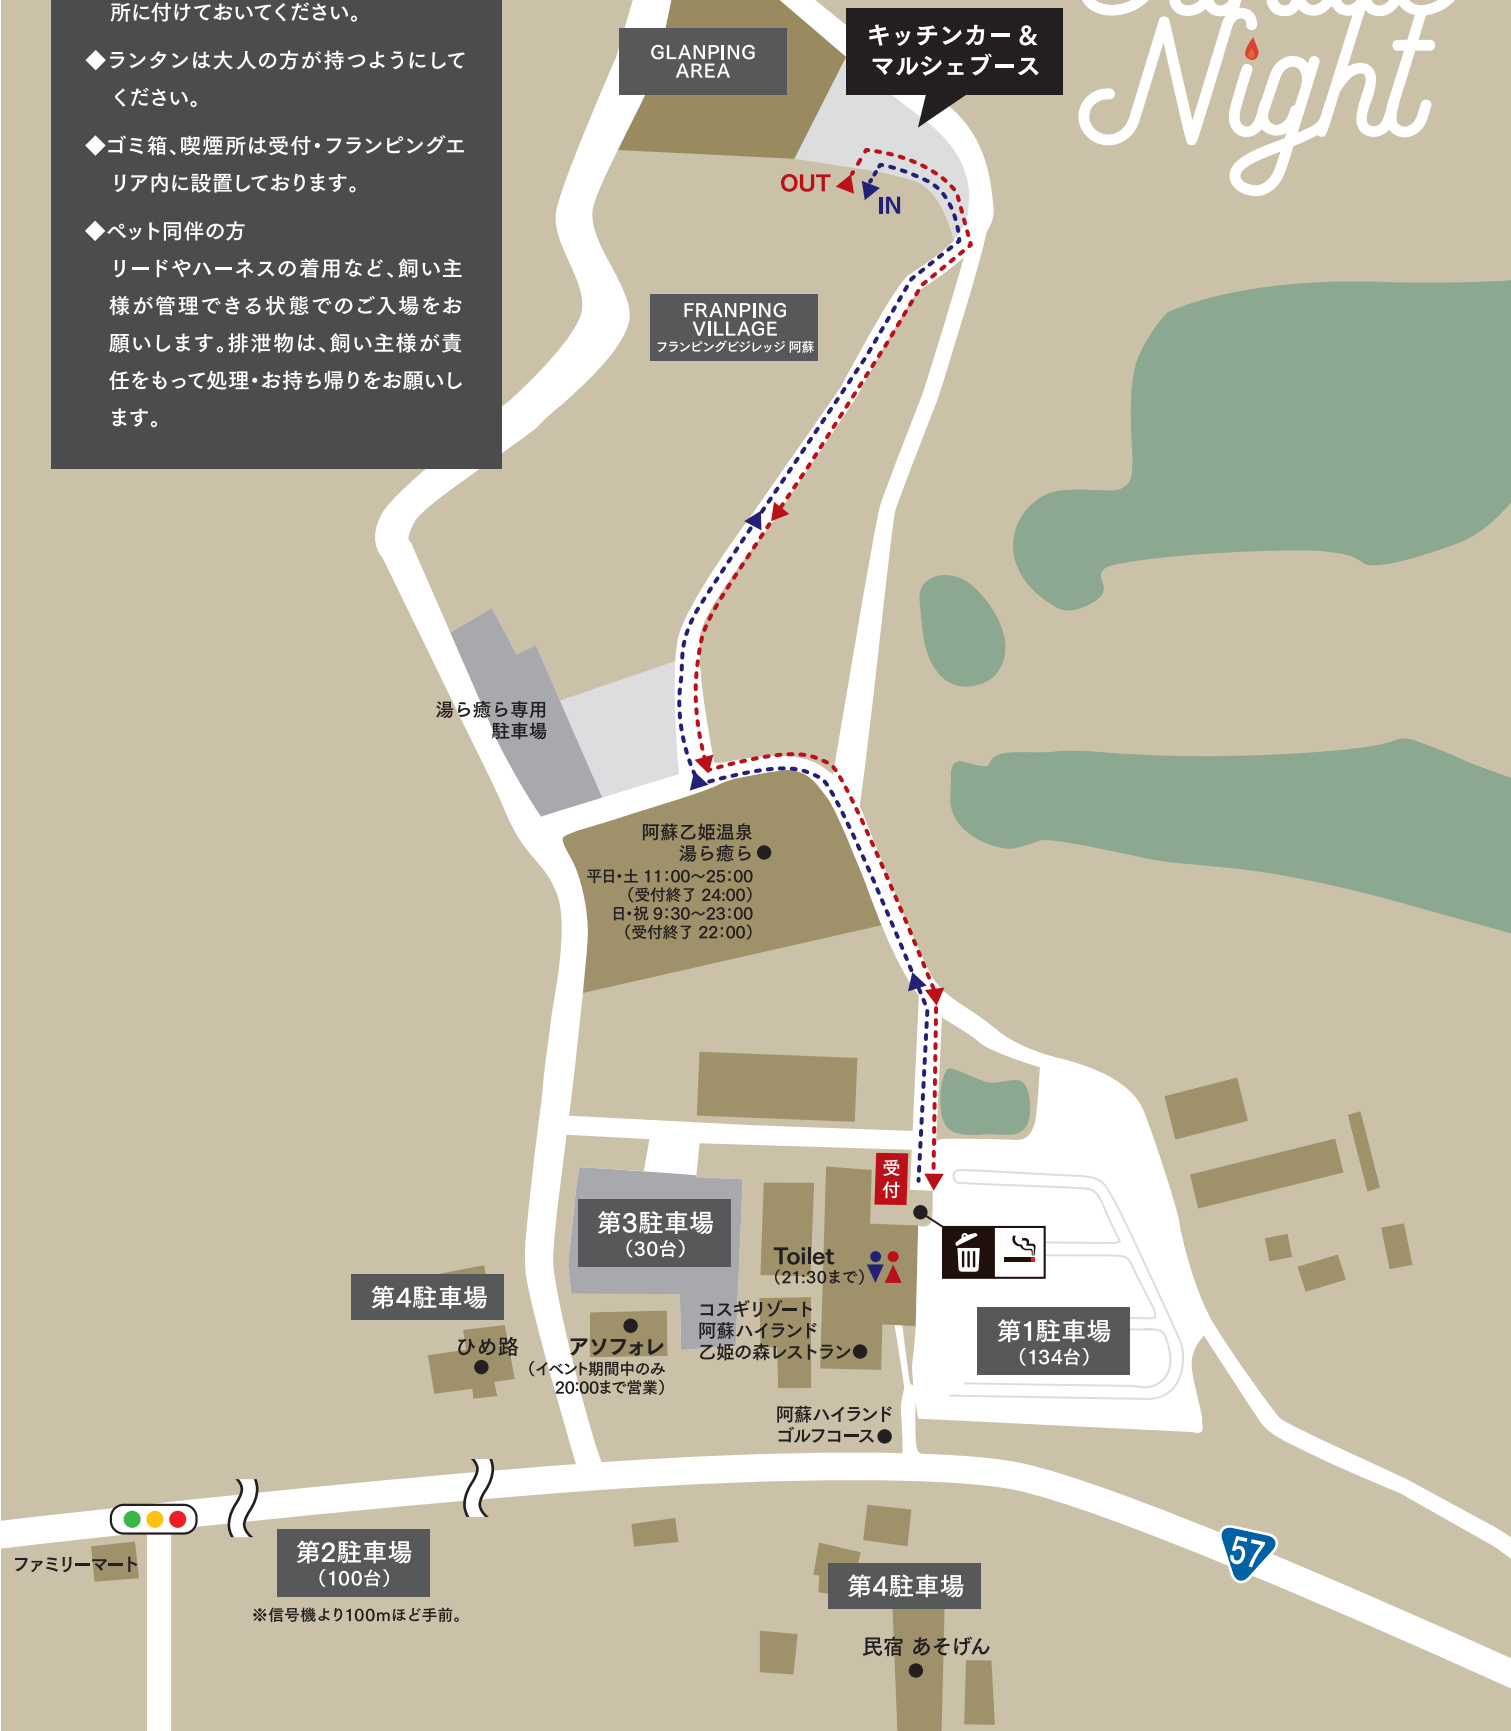 所に付けておいてください。
◆ランタンは大人の方が持つようにして
ください。
◆ゴミ箱、喫煙所は受付・フランピングエ
リア内に設置しております。
◆ペット同伴の方
リードやハーネスの着用など、飼い主
様が管理できる状態でのご入場をお
願いします。排泄物は、飼い主様が責
任をもって処理・お持ち帰りをお願いし
ます。
GLANPING
AREA
キッチンカー &
マルシェブース
Night
OUT
IN
FRANPING
VILLAGE
フランピングビジレッジ 阿蘇
湯ら癒ら専用
駐車場
阿蘇乙姫温泉
湯ら癒ら
平日・土 11:00〜25:00
(受付終了 24:00)
日・祝 9:30〜23:00
(受付終了 22:00)
受
付
第3駐車場
(30台)
Toilet
(21:30まで)
第4駐車場
ひめ路
アソフォレ
(イベント期間中のみ
20:00まで営業)
コスギリゾート
阿蘇ハイランド
乙姫の森レストラン
第1駐車場
(134台)
阿蘇ハイランド
ゴルフコース
ファミリーマート
第2駐車場
(100台)
※信号機より100mほど手前。
57
第4駐車場
民宿 あそげん